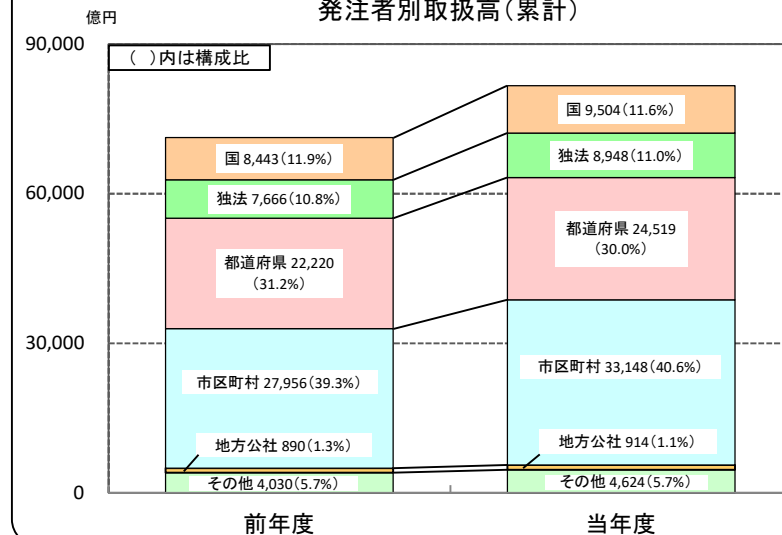 発注者別取扱高(累計)
億円
90,000
( )内は構成比
国 9,504(11.6%)
国 8,443(11.9%)
独法 8,948(11.0%)
60,000
独法 7,666(10.8%)
都道府県 24,519
(30.0%)
都道府県 22,220
(31.2%)
30,000
市区町村 33,148(40.6%)
市区町村 27,956(39.3%)
地方公社 914(1.1%)
地方公社 890(1.3%)
その他 4,030(5.7%)
その他 4,624(5.7%)
0
前年度
当年度